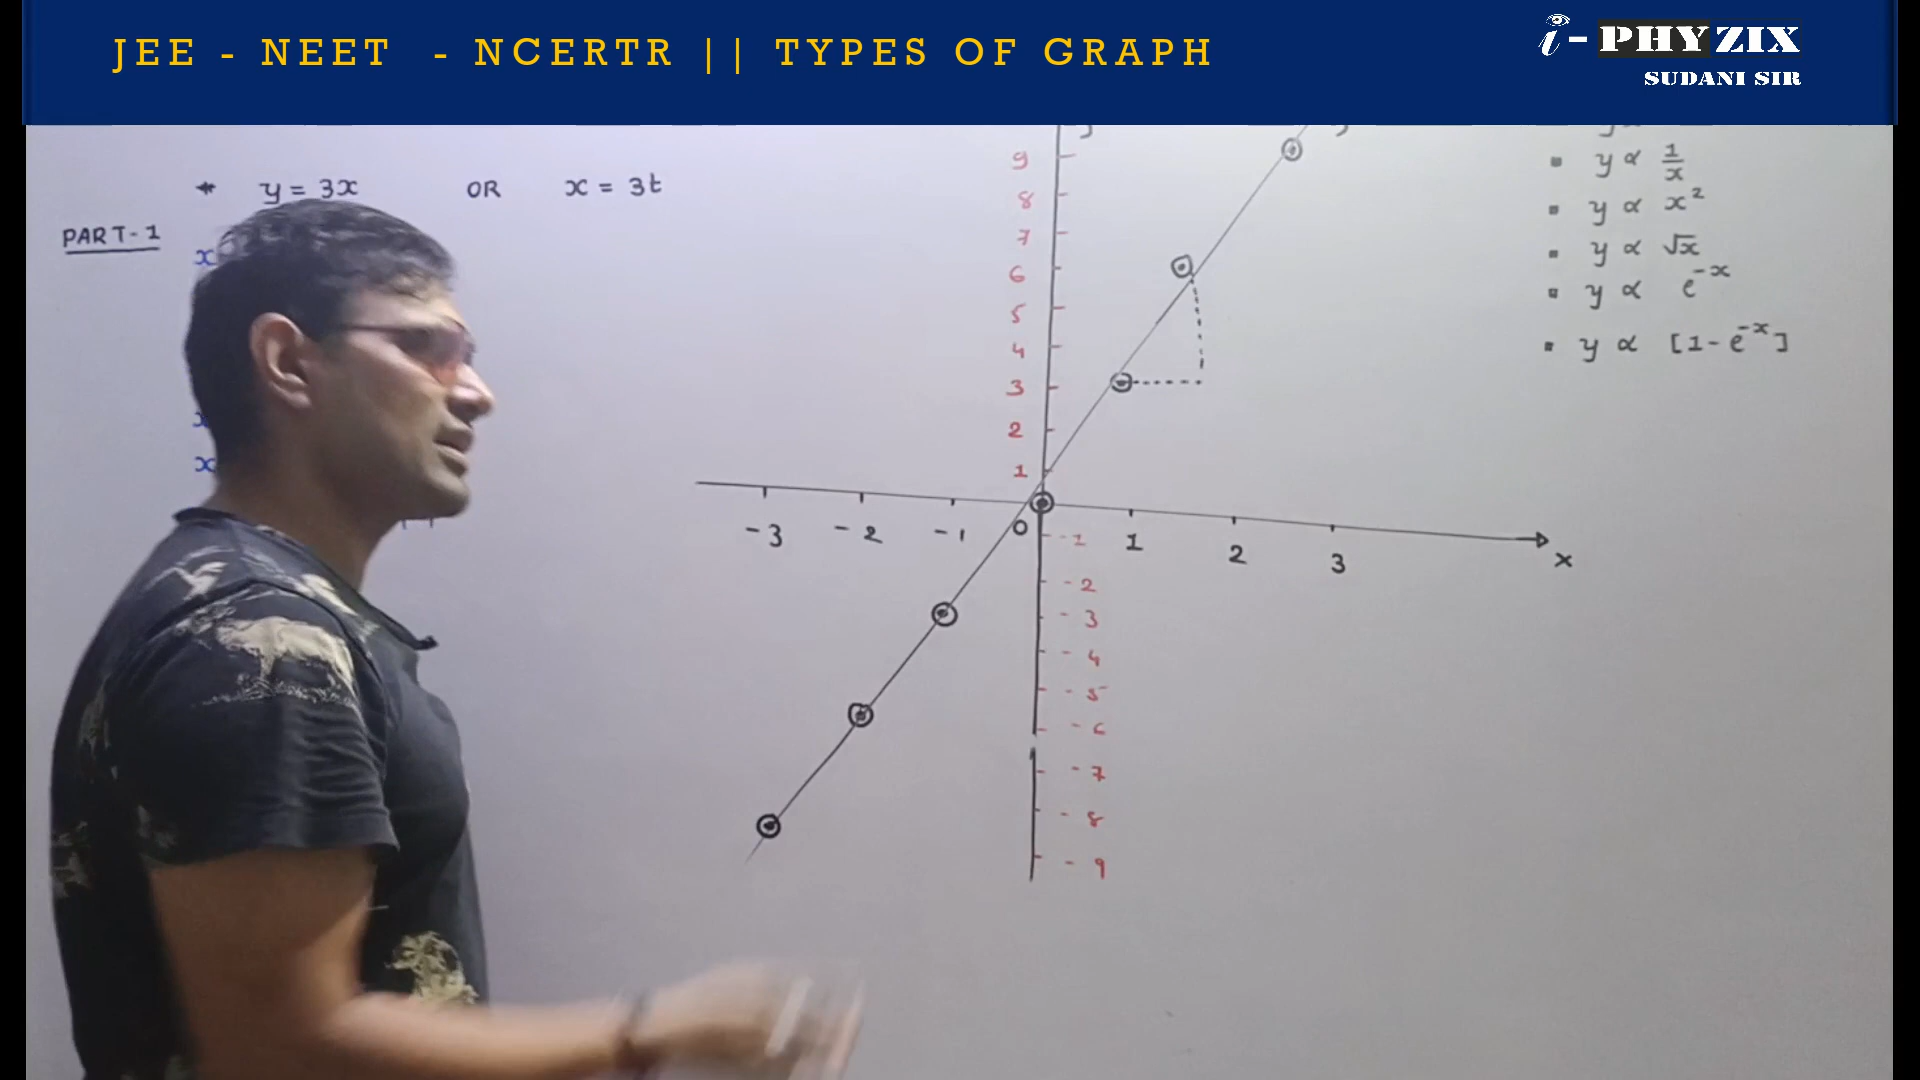 JEE - NEET - NCERTR || TYPES OF GRAPH
i-PHYZIX
SUDANI SIR
* y = 3x OR x = 3t
PART-1
x
x
x
9
8
7
6
5
4
3
2
1
-3 -2 -1 0 1 2 3 x
-1
-2
-3
-4
-5
-6
-7
-8
-9
▪ y ∝ 1/x
▪ y ∝ x²
▪ y ∝ √x
▪ y ∝ e⁻ˣ
▪ y ∝ [1-e⁻ˣ]